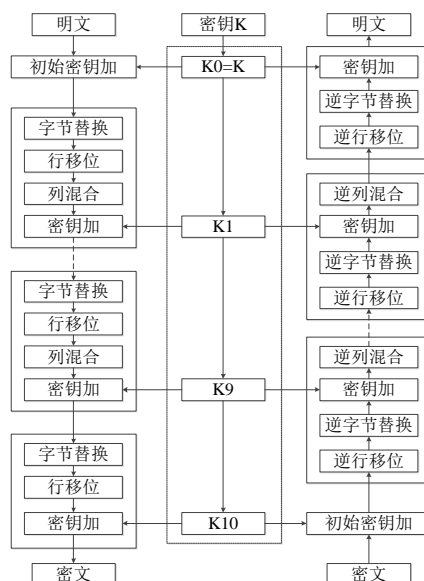 明文
初始密钥加
字节替换
行移位
列混合
密钥加
字节替换
行移位
列混合
密钥加
字节替换
行移位
密钥加
密文
密钥K
K0=K
K1
K9
K10
明文
密钥加
逆字节替换
逆行移位
逆列混合
密钥加
逆字节替换
逆行移位
逆列混合
密钥加
逆字节替换
逆行移位
初始密钥加
密文